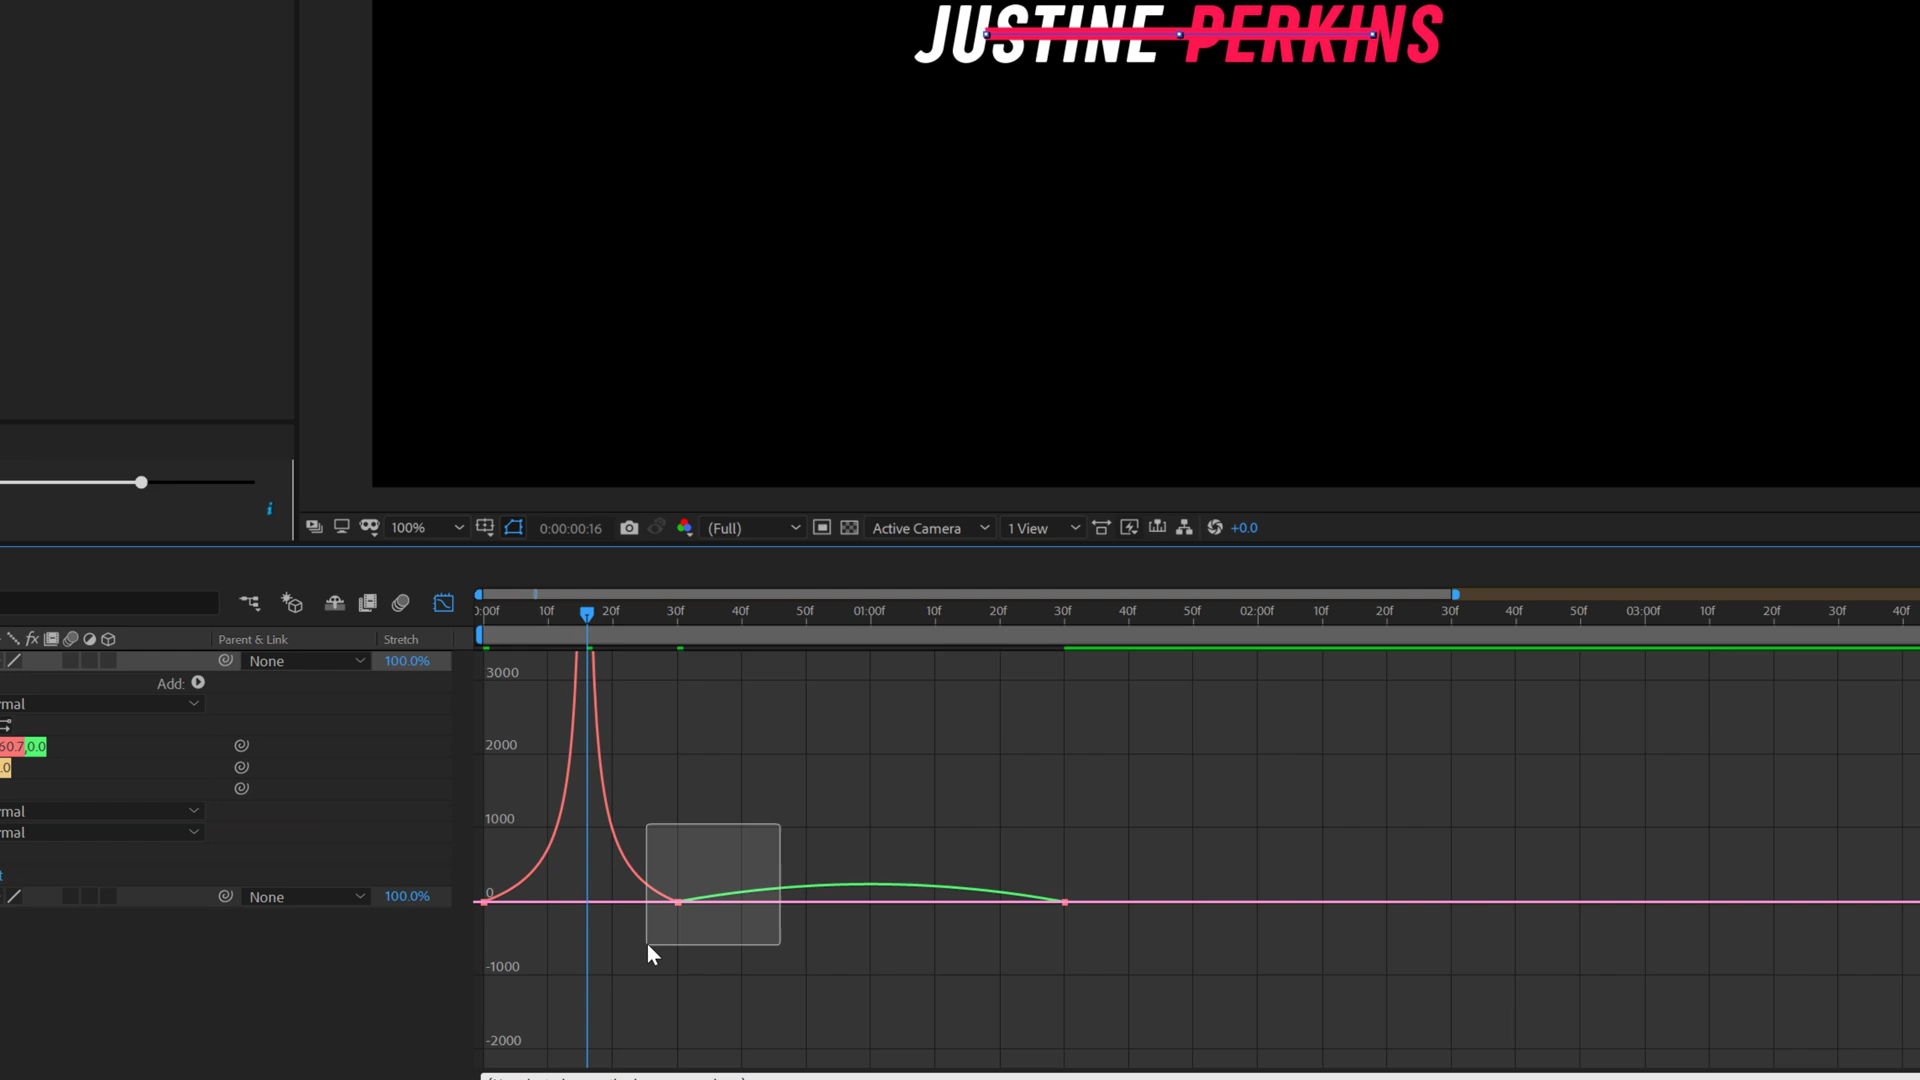 JUSTINE PERKINS
i
100%
0:00:00:16
(Full)
Active Camera
1 View
+0.0
0:00f 10f 20f 30f 40f 50f 01:00f 10f 20f 30f 40f 50f 02:00f 10f 20f 30f 40f 50f 03:00f 10f 20f 30f 40f
fx
Parent & Link
Stretch
None
100.0%
Add:
rmal
60.7,0.0
.0
rmal
rmal
t
None
100.0%
3000
2000
1000
0
-1000
-2000